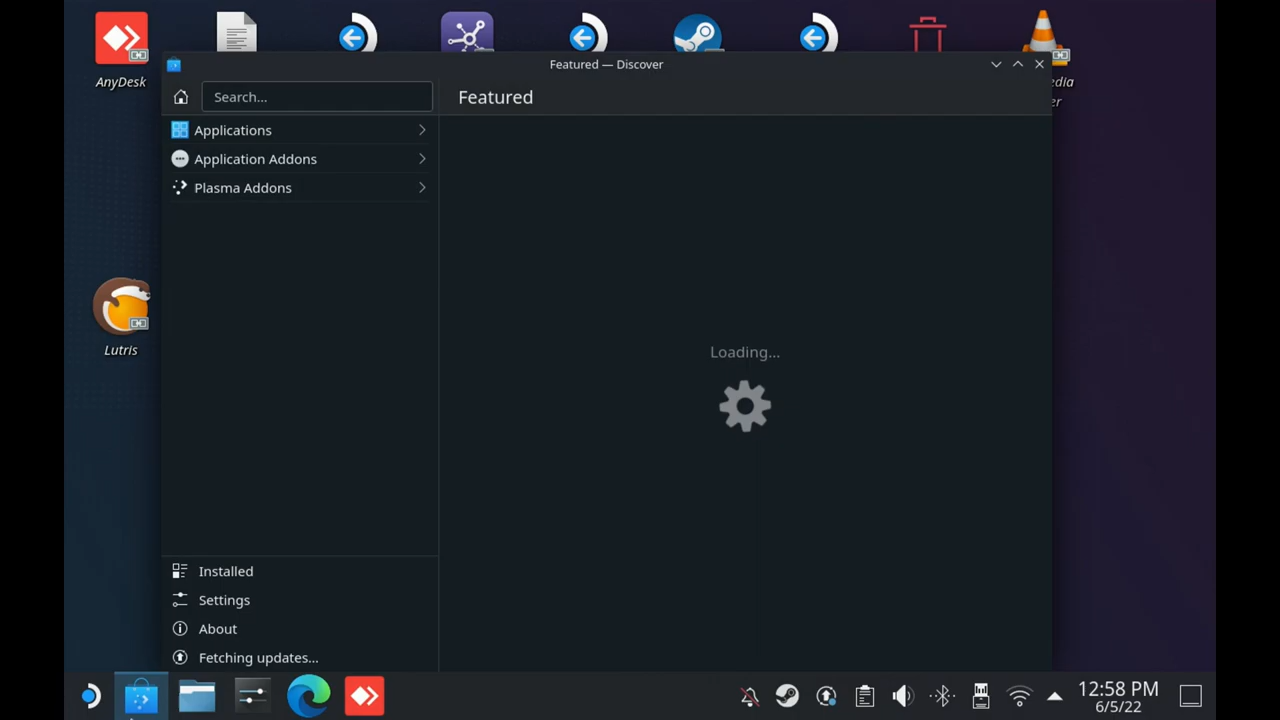 AnyDesk
edia
er
Featured — Discover
Search...
Featured
Applications
Application Addons
Plasma Addons
Loading...
Lutris
Installed
Settings
About
Fetching updates...
12:58 PM
6/5/22